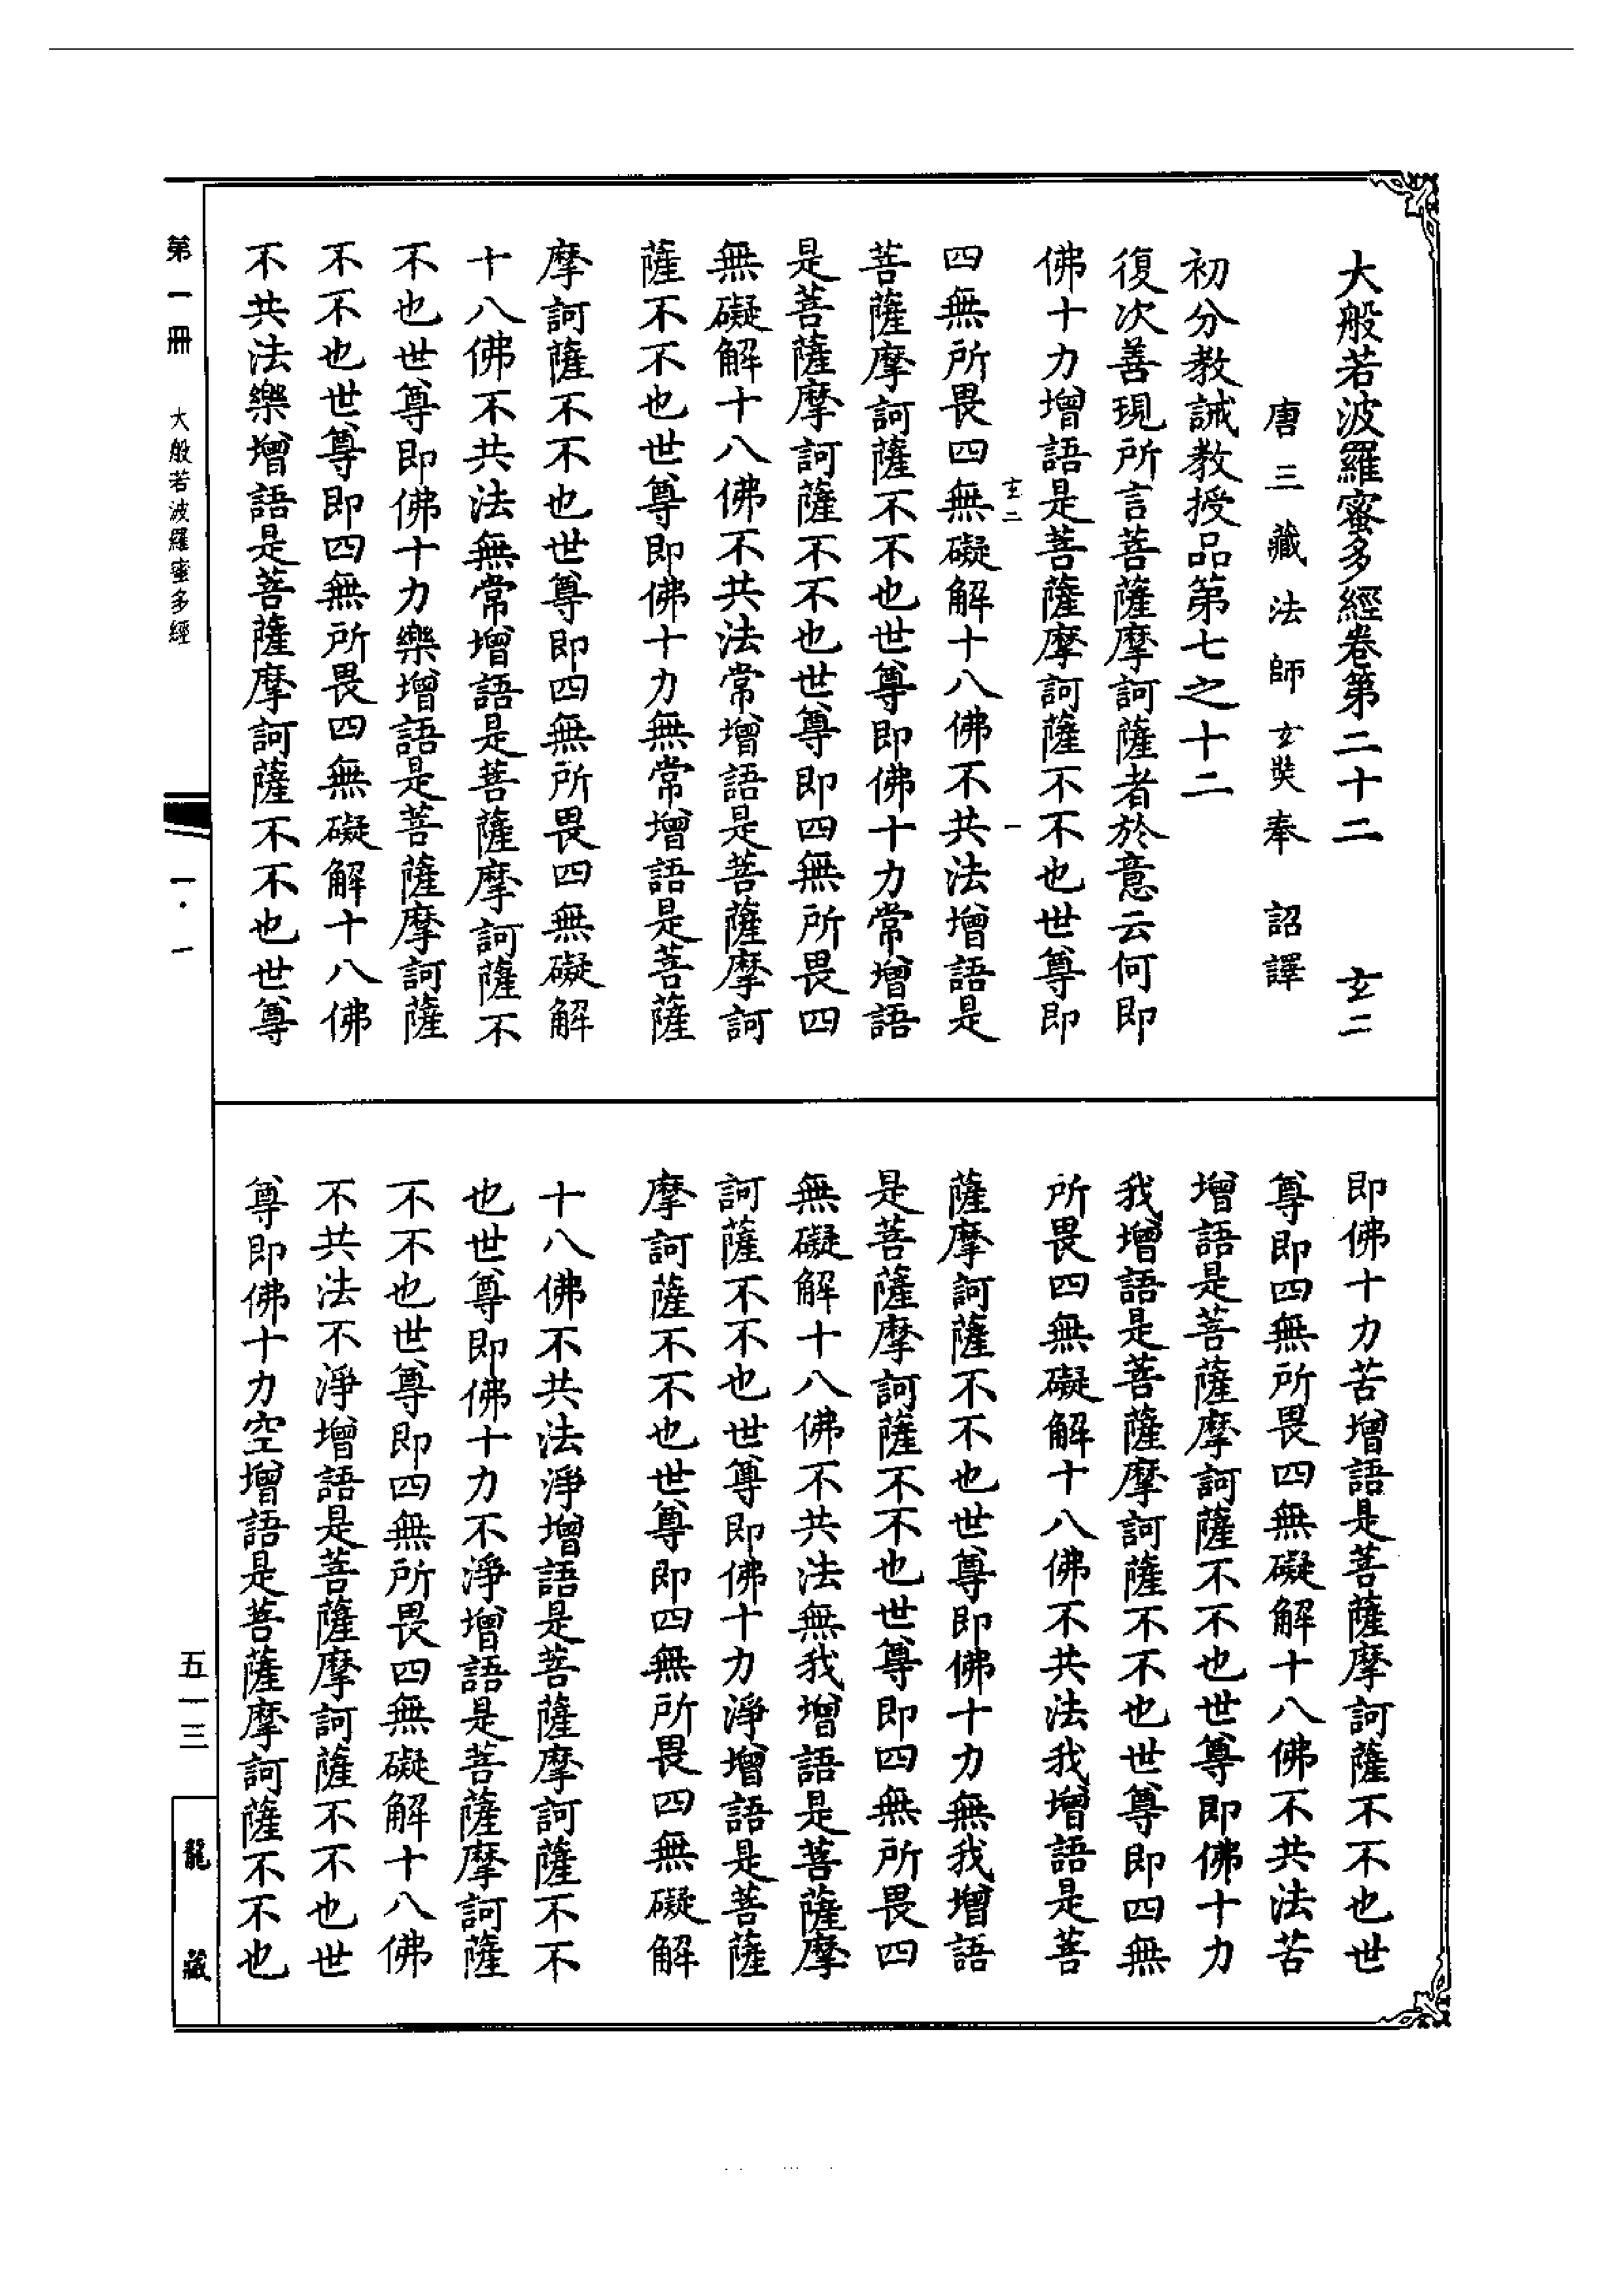 大般若波羅蜜多經卷第二十二　玄二
唐三藏法師玄奘奉　詔譯
初分教誡教授品第七之十二
復次善現所言菩薩摩訶薩者於意云何即
佛十力增語是菩薩摩訶薩不不也世尊即
玄二　一
四無所畏四無礙解十八佛不共法增語是
菩薩摩訶薩不不也世尊即佛十力常增語
是菩薩摩訶薩不不也世尊即四無所畏四
無礙解十八佛不共法常增語是菩薩摩訶
薩不不也世尊即佛十力無常增語是菩薩
摩訶薩不不也世尊即四無所畏四無礙解
十八佛不共法無常增語是菩薩摩訶薩不
不也世尊即佛十力樂增語是菩薩摩訶薩
不不也世尊即四無所畏四無礙解十八佛
不共法樂增語是菩薩摩訶薩不不也世尊
即佛十力苦增語是菩薩摩訶薩不不也世
尊即四無所畏四無礙解十八佛不共法苦
增語是菩薩摩訶薩不不也世尊即佛十力
我增語是菩薩摩訶薩不不也世尊即四無
所畏四無礙解十八佛不共法我增語是菩
薩摩訶薩不不也世尊即佛十力無我增語
是菩薩摩訶薩不不也世尊即四無所畏四
無礙解十八佛不共法無我增語是菩薩摩
訶薩不不也世尊即佛十力淨增語是菩薩
摩訶薩不不也世尊即四無所畏四無礙解
十八佛不共法淨增語是菩薩摩訶薩不不
也世尊即佛十力不淨增語是菩薩摩訶薩
不不也世尊即四無所畏四無礙解十八佛
不共法不淨增語是菩薩摩訶薩不不也世
尊即佛十力空增語是菩薩摩訶薩不不也
第一冊　大般若波羅蜜多經　一·一
五一三
龍藏